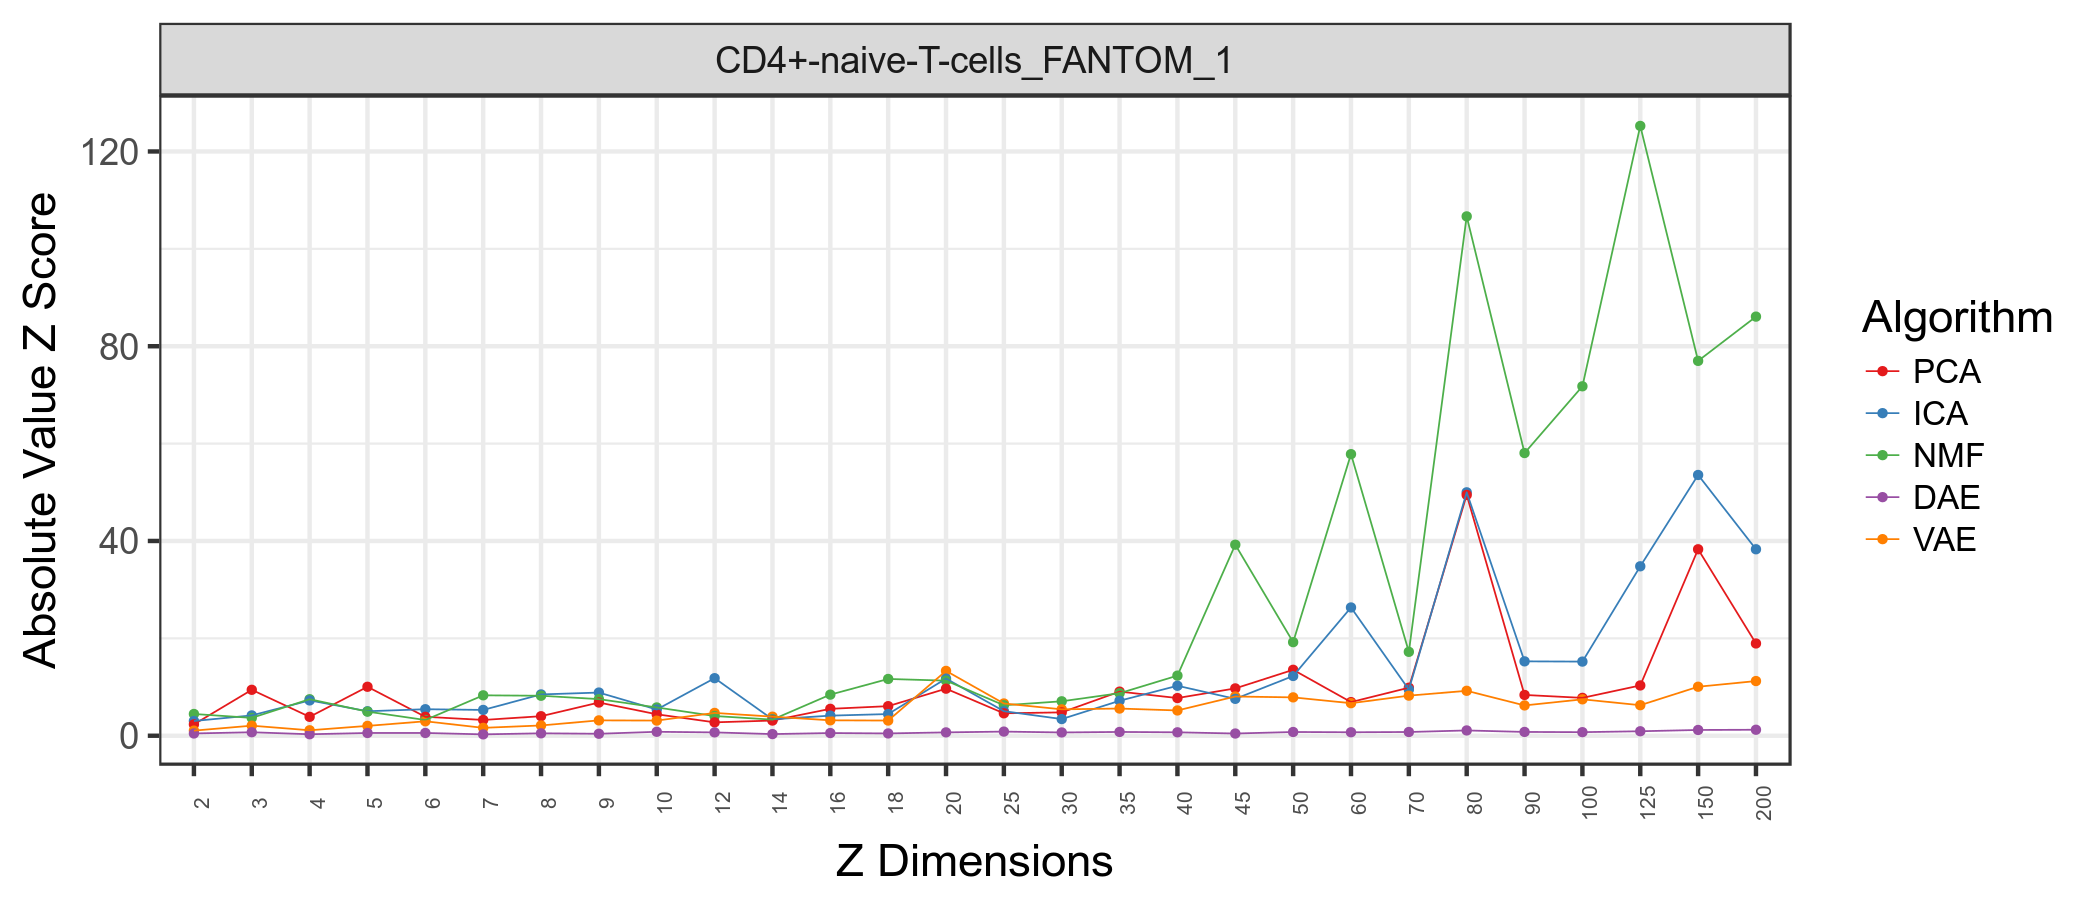 CD4+-naive-T-cells_FANTOM_1
Absolute Value Z Score
120
80
40
0
2 3 4 5 6 7 8 9 10 12 14 16 18 20 25 30 35 40 45 50 60 70 80 90 100 125 150 200
Z Dimensions
Algorithm
PCA
ICA
NMF
DAE
VAE